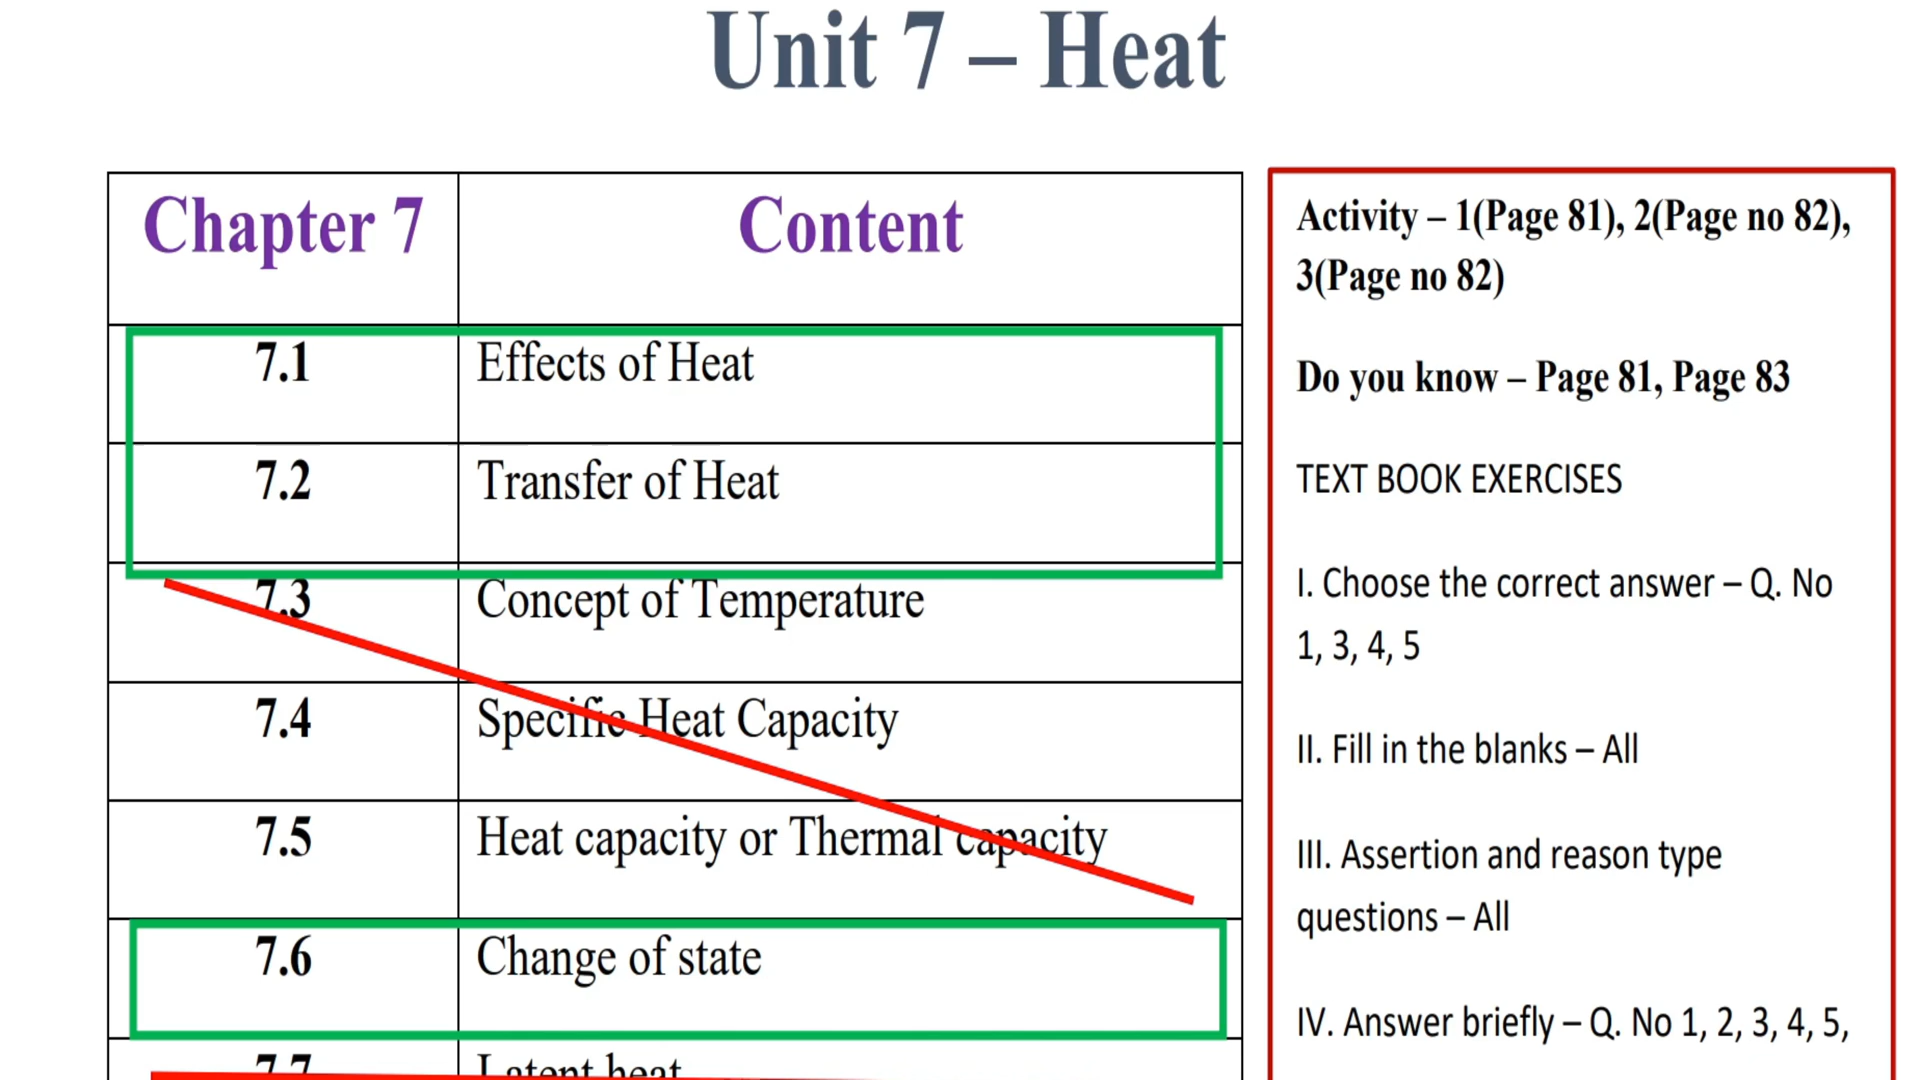 Unit 7 – Heat
Chapter 7 Content
7.1 Effects of Heat
7.2 Transfer of Heat
7.3 Concept of Temperature
7.4 Specific Heat Capacity
7.5 Heat capacity or Thermal capacity
7.6 Change of state
7.7 Latent heat
Activity – 1(Page 81), 2(Page no 82),
3(Page no 82)
Do you know – Page 81, Page 83
TEXT BOOK EXERCISES
I. Choose the correct answer – Q. No
1, 3, 4, 5
II. Fill in the blanks – All
III. Assertion and reason type
questions – All
IV. Answer briefly – Q. No 1, 2, 3, 4, 5,